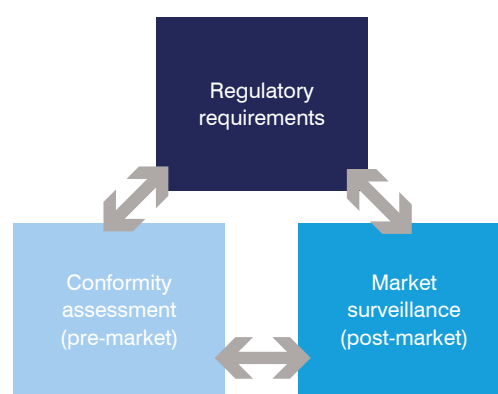 Regulatory
requirements
Conformity
assessment
(pre-market)
Market
surveillance
(post-market)